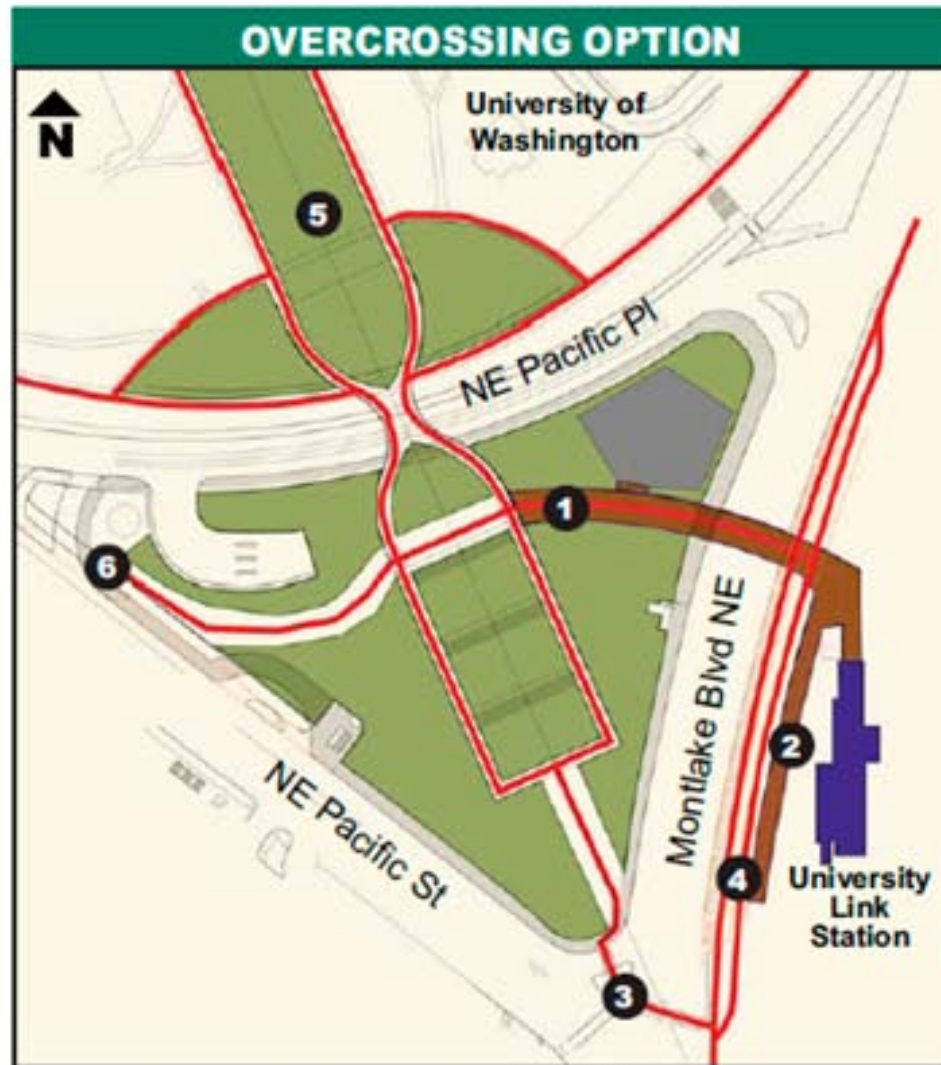 OVERCROSSING OPTION
N
University of
Washington
5
NE Pacific Pl
1
6
Montlake Blvd NE
2
NE Pacific St
4
University
Link
Station
3